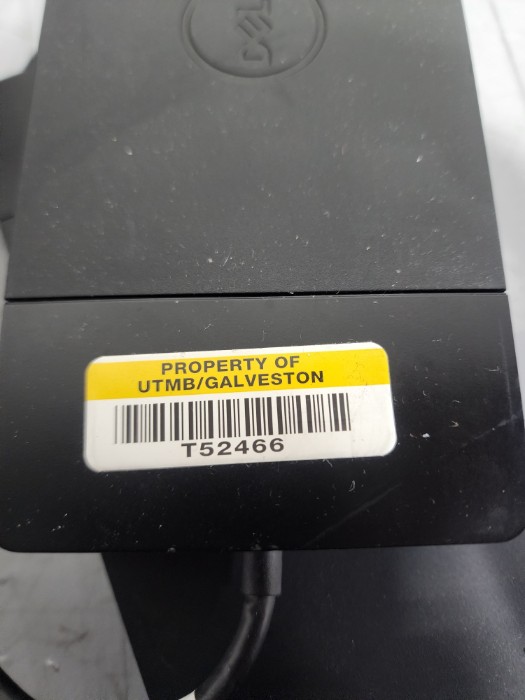 DELL
PROPERTY OF
UTMB/GALVESTON
T52466